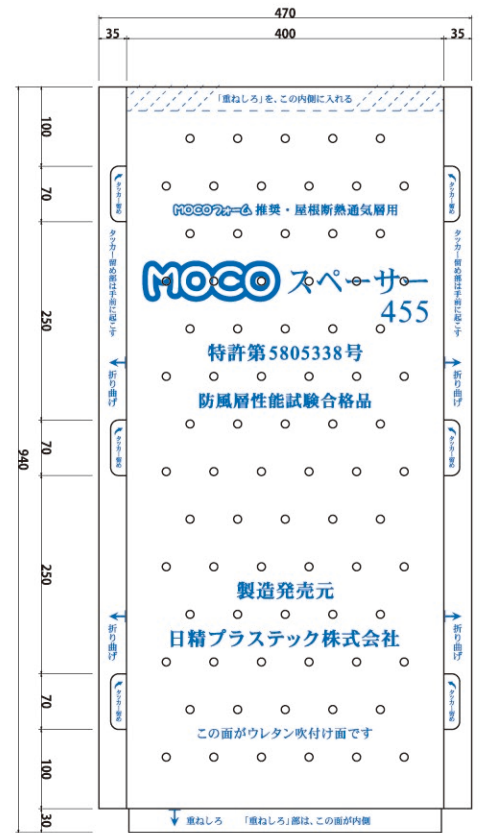 470
35 400 35
「重ねしろ」を、この内側に入れる
100
70
250
70
250
70
100
30
940
タッカー留め
タッカー留め
MOCOフォーム 推奨・屋根断熱通気層用
タッカー留め部は手前に起こす
タッカー留め部は手前に起こす
MOCOスペーサー
455
特許第5805338号
折り曲げ
折り曲げ
防風層性能試験合格品
タッカー留め
タッカー留め
製造発売元
折り曲げ
折り曲げ
日精プラステック株式会社
タッカー留め
タッカー留め
この面がウレタン吹付け面です
重ねしろ 「重ねしろ」部は、この面が内側